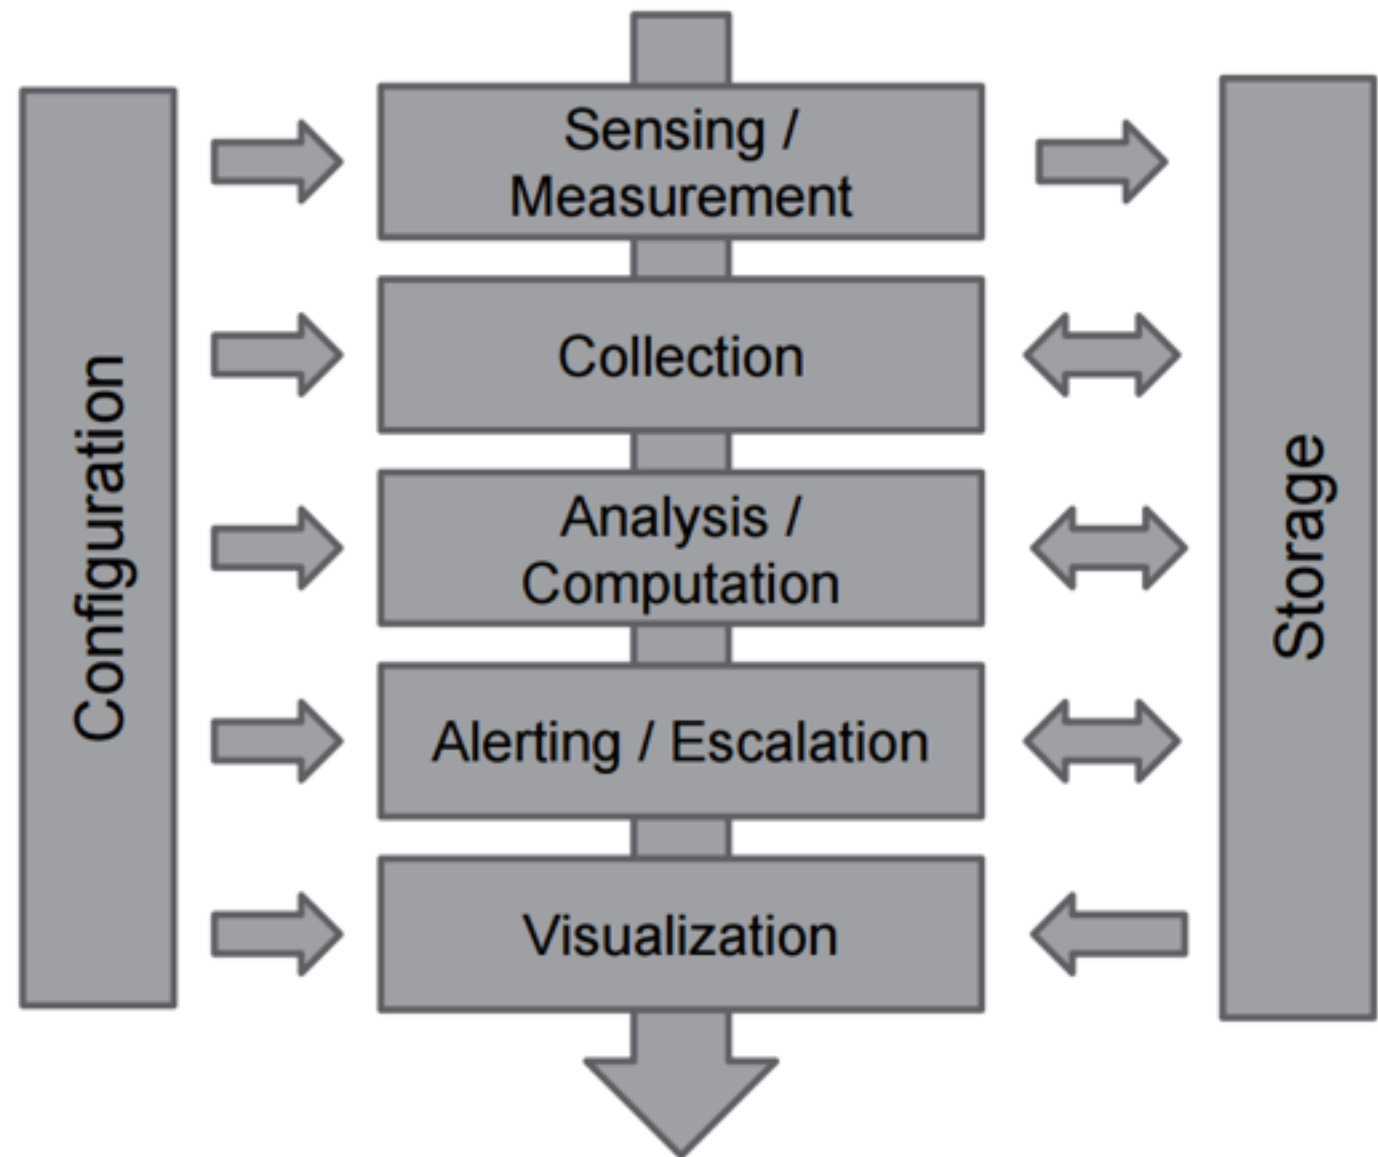 Configuration
Sensing /
Measurement
Collection
Analysis /
Computation
Alerting / Escalation
Visualization
Storage